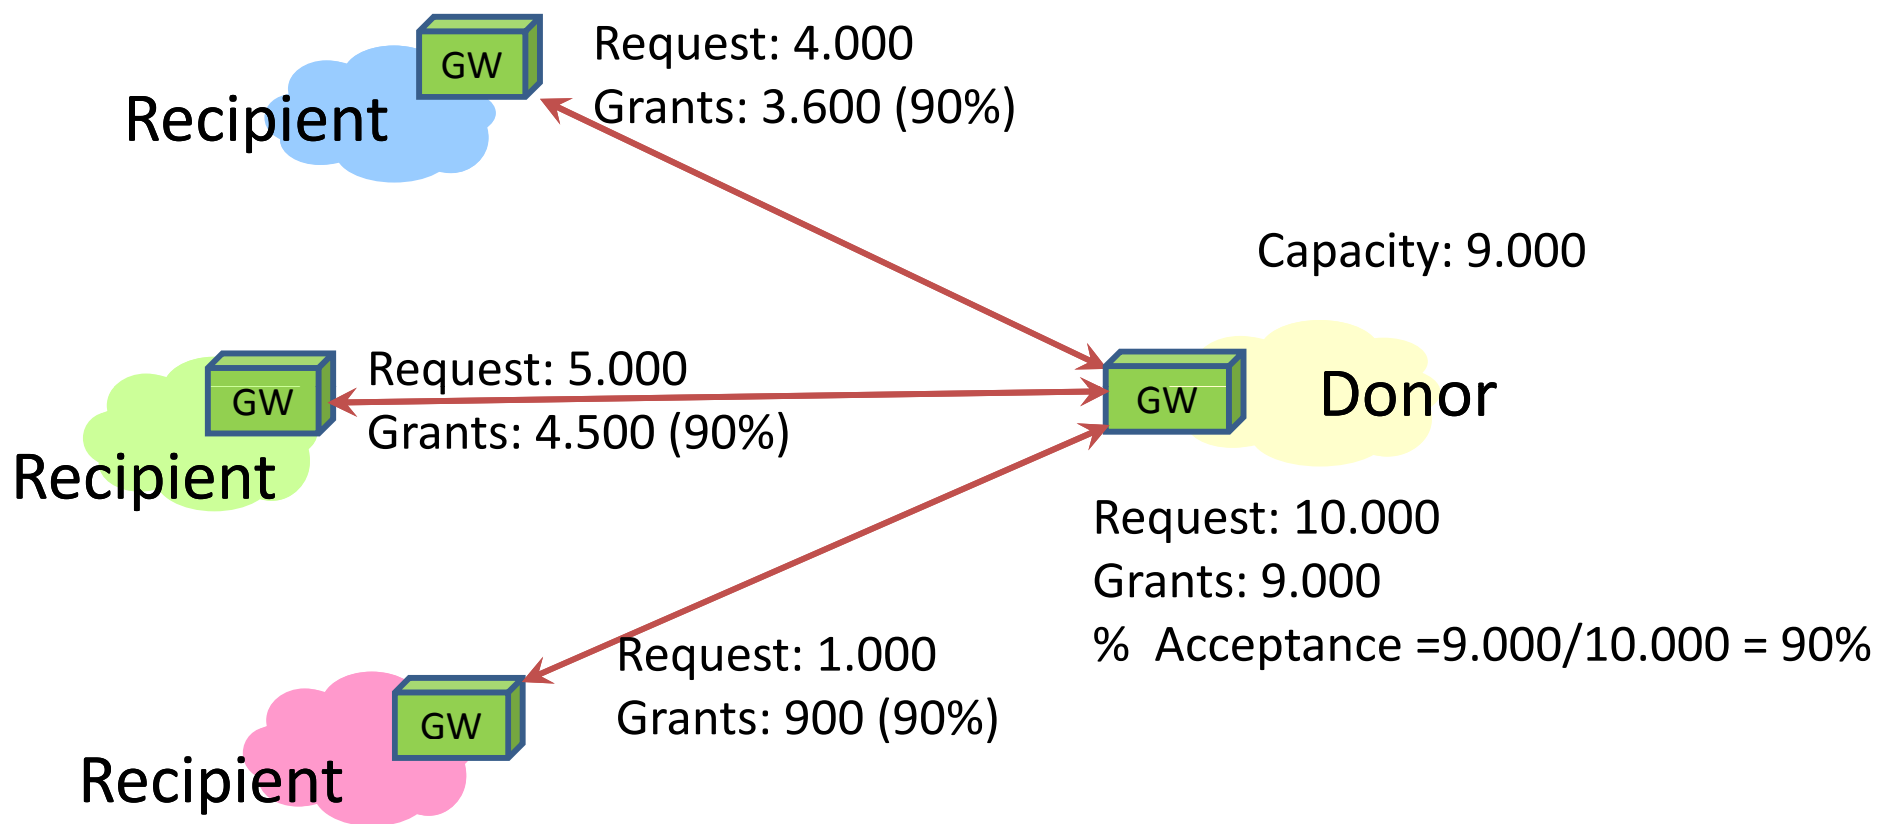 GW
Request: 4.000
Grants: 3.600 (90%)
Recipient
Capacity: 9.000
Request: 5.000
GW
Grants: 4.500 (90%)
Recipient
GW
Donor
Request: 10.000
Grants: 9.000
% Acceptance =9.000/10.000 = 90%
Request: 1.000
Grants: 900 (90%)
GW
Recipient